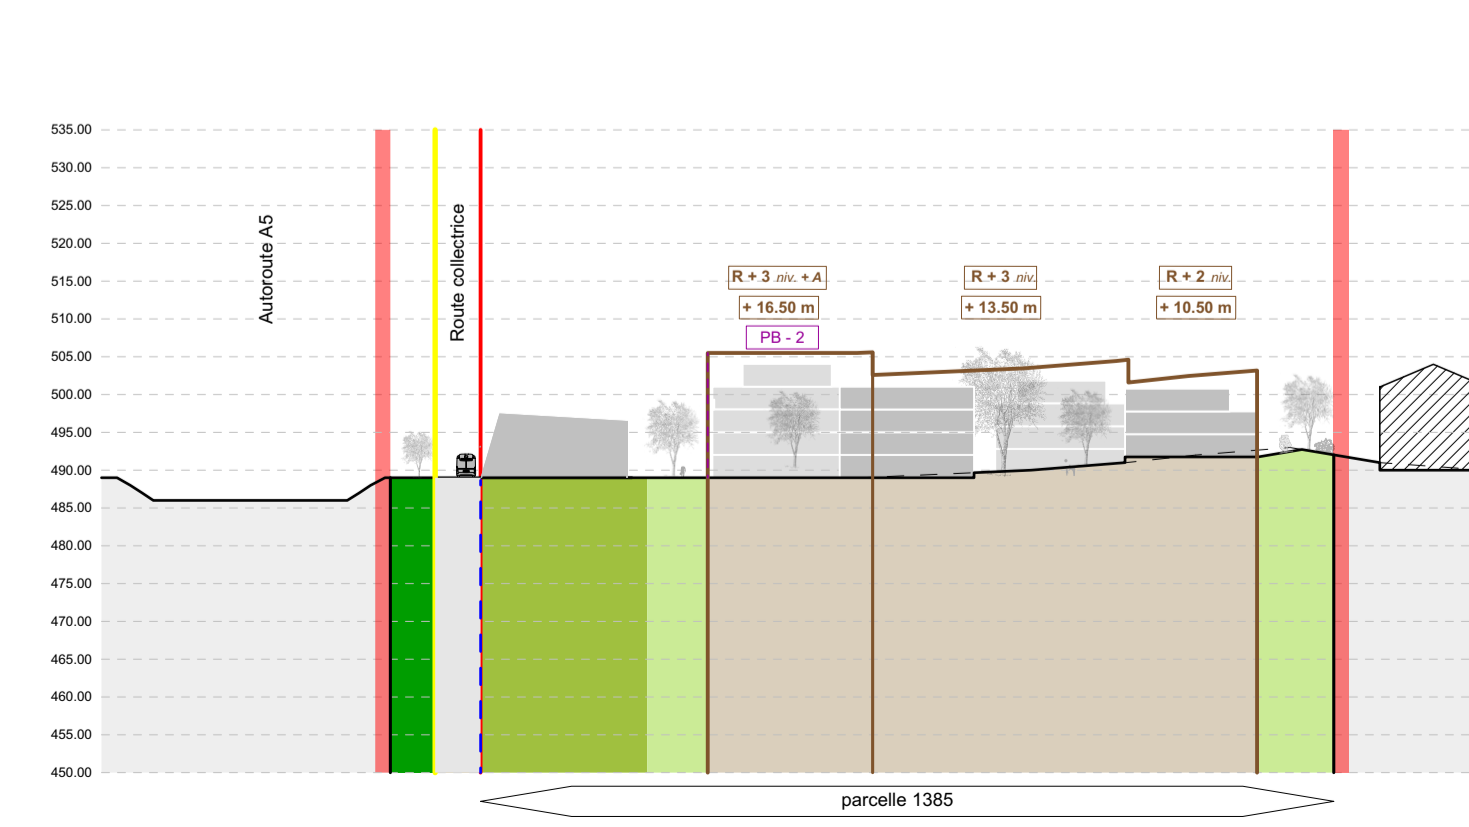 535.00
530.00
525.00
520.00
515.00
510.00
505.00
500.00
495.00
490.00
485.00
480.00
475.00
470.00
465.00
460.00
455.00
450.00
Autoroute A5
Route collectrice
R + 3 niv. + A
+ 16.50 m
PB - 2
R + 3 niv.
+ 13.50 m
R + 2 niv.
+ 10.50 m
parcelle 1385